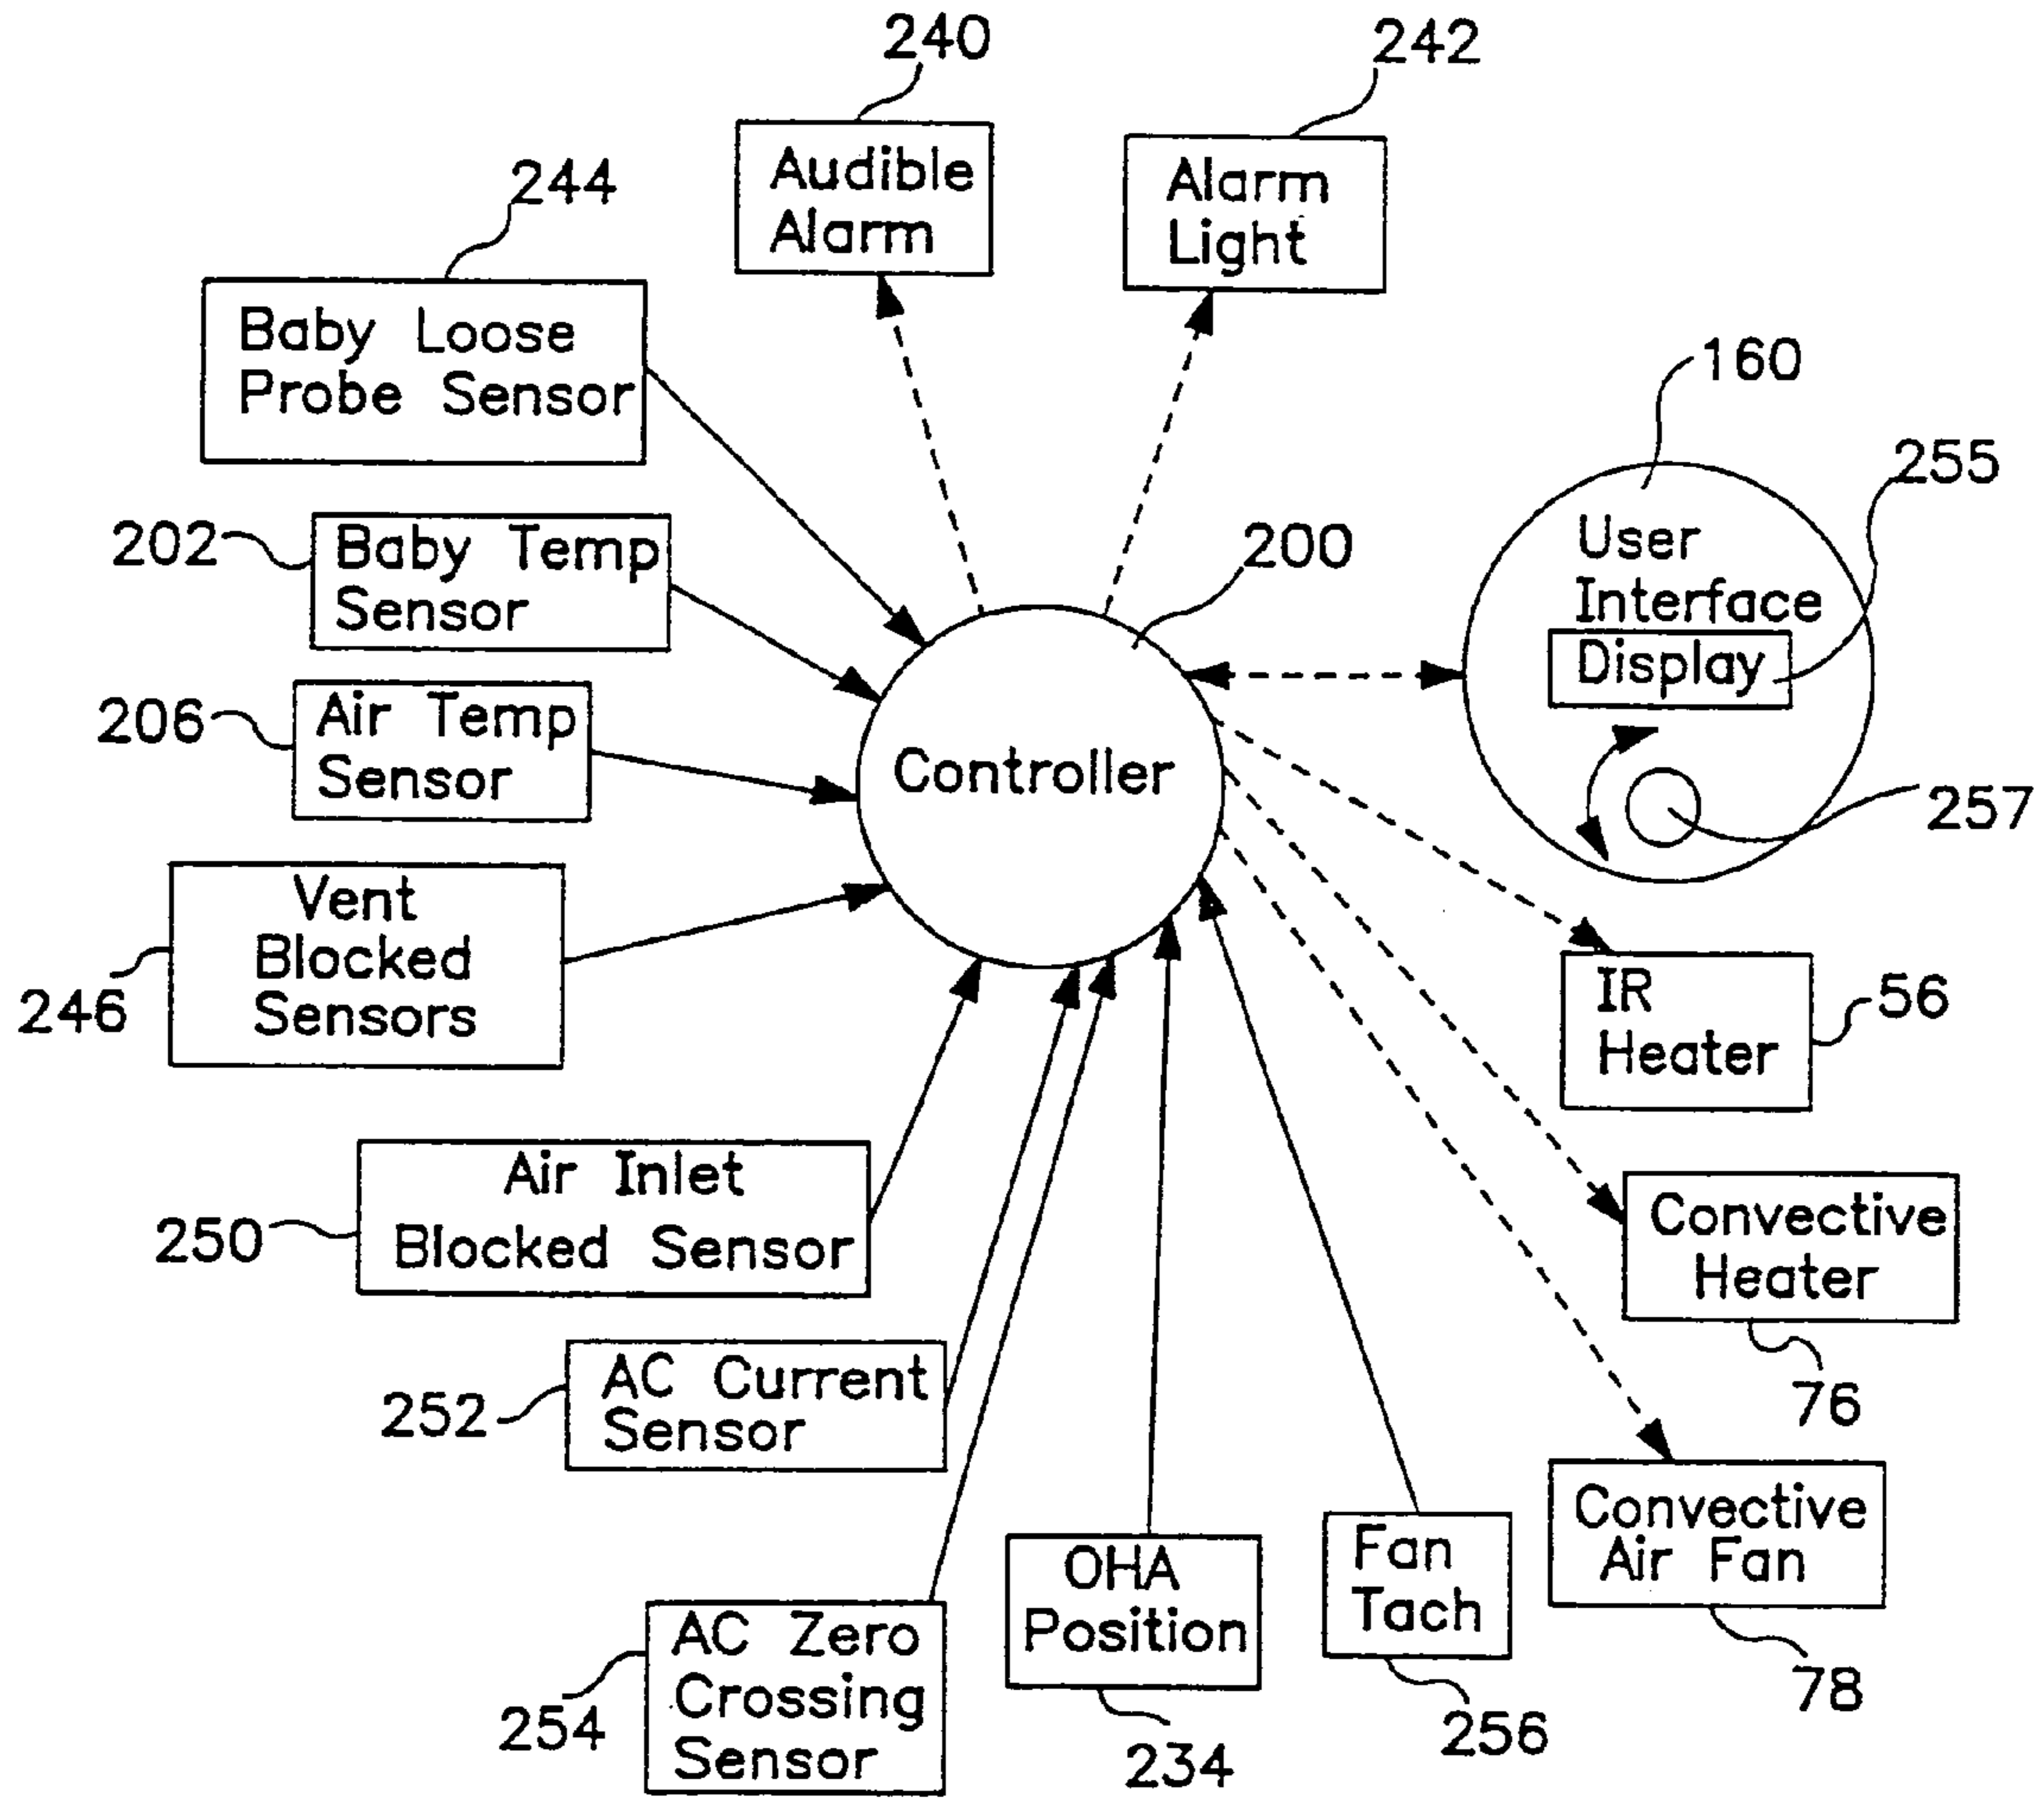 240
242
Audible
Alarm
Alarm
Light
244
Baby Loose
Probe Sensor
160
255
202
Baby Temp
Sensor
200
User
Interface
Display
206
Air Temp
Sensor
Controller
257
Vent
Blocked
Sensors
246
IR
Heater
56
Air Inlet
Blocked Sensor
250
Convective
Heater
76
AC Current
Sensor
252
Convective
Air Fan
78
OHA
Position
234
Fan
Tach
256
AC Zero
Crossing
Sensor
254